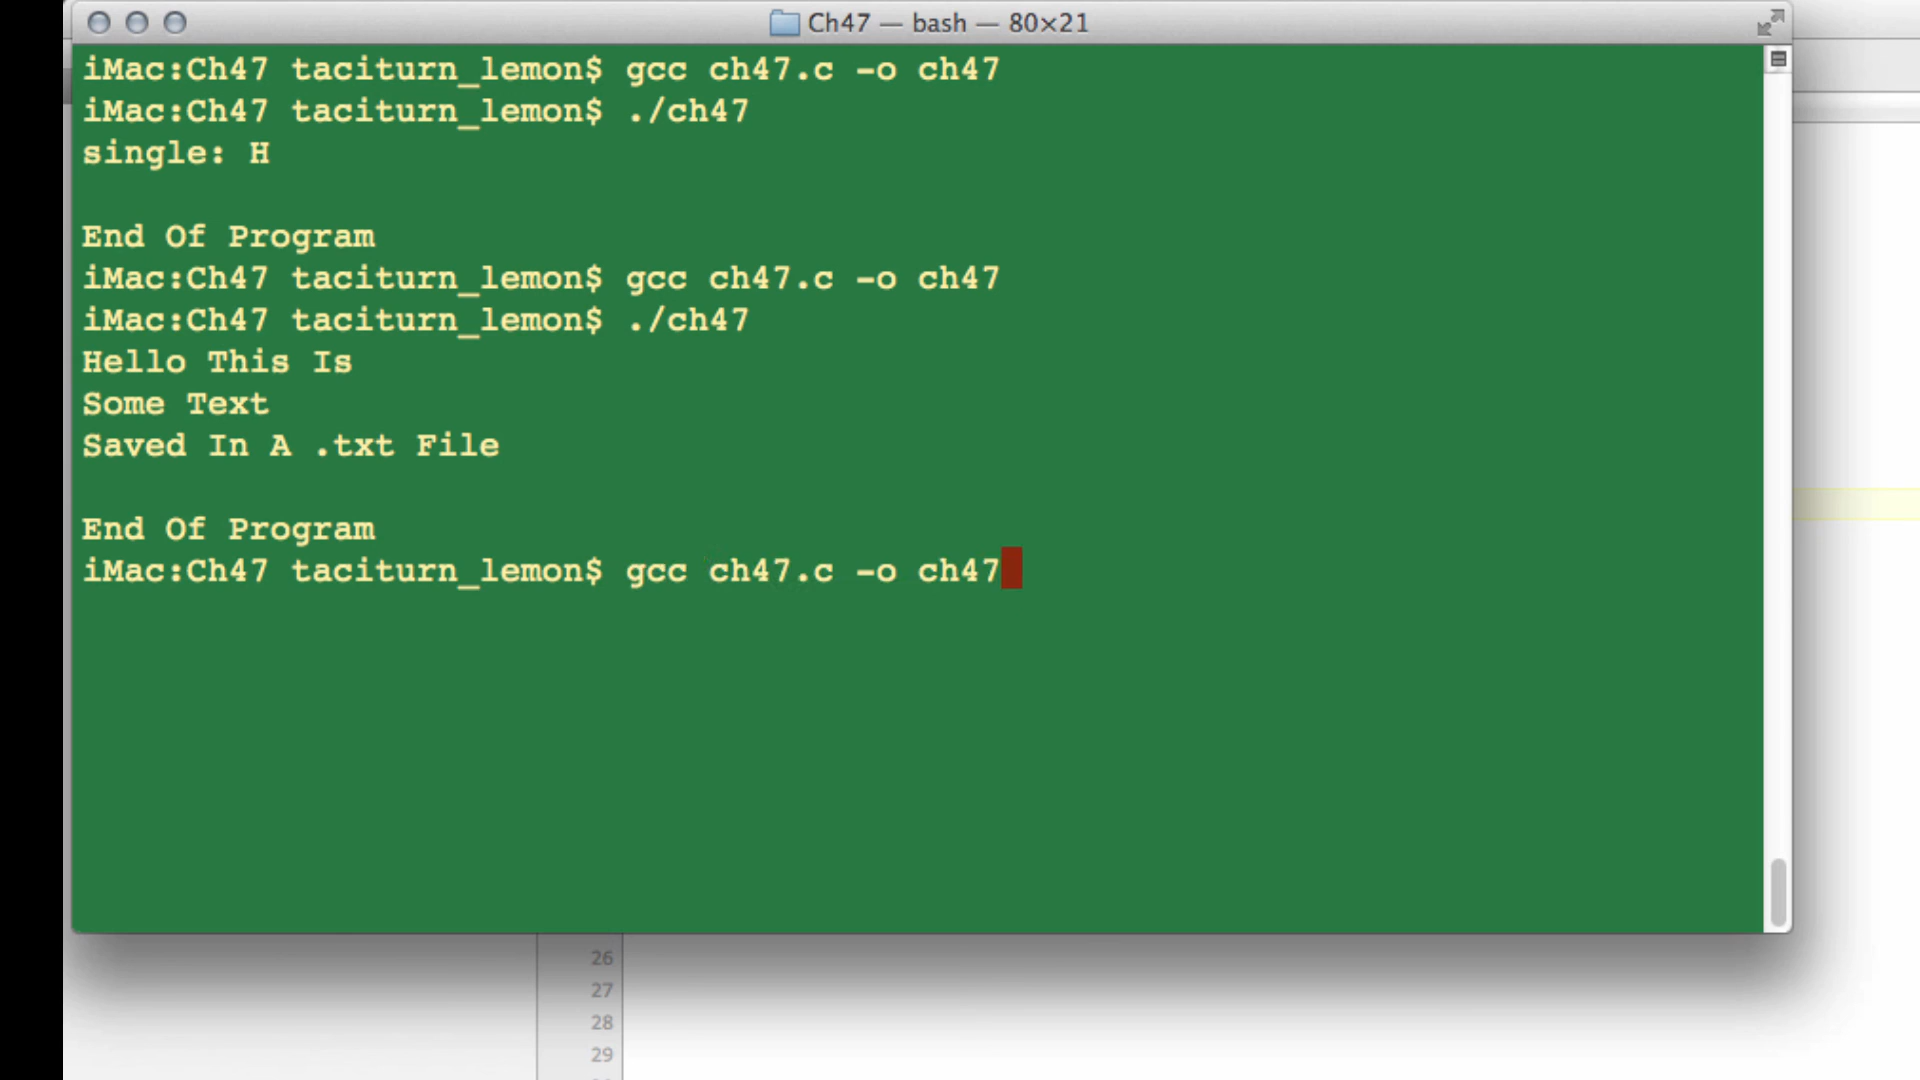 Ch47 — bash — 80×21
iMac:Ch47 taciturn_lemon$ gcc ch47.c -o ch47
iMac:Ch47 taciturn_lemon$ ./ch47
single: H
End Of Program
iMac:Ch47 taciturn_lemon$ gcc ch47.c -o ch47
iMac:Ch47 taciturn_lemon$ ./ch47
Hello This Is
Some Text
Saved In A .txt File
End Of Program
iMac:Ch47 taciturn_lemon$ gcc ch47.c -o ch47
26
27
28
29